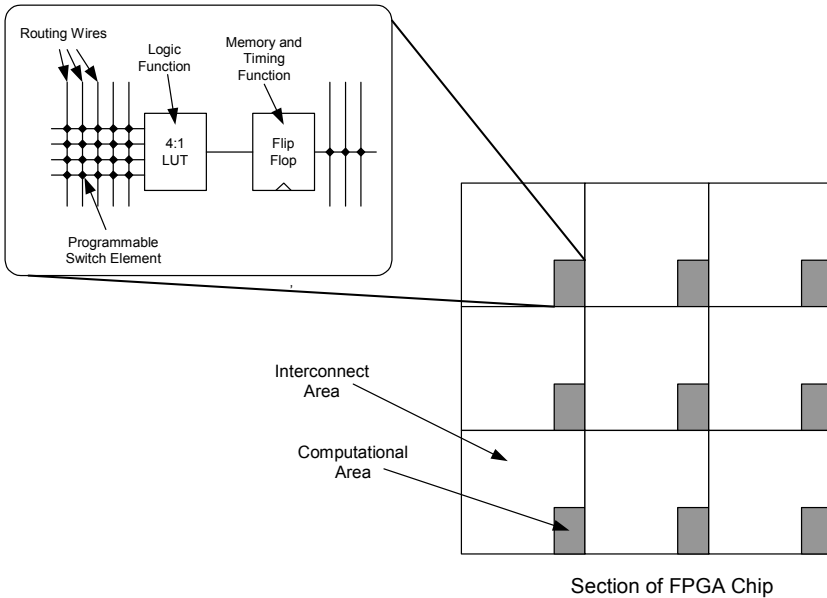 Routing Wires
Logic
Function
Memory and
Timing
Function
4:1
LUT
Flip
Flop
Programmable
Switch Element
,
Interconnect
Area
Computational
Area
Section of FPGA Chip